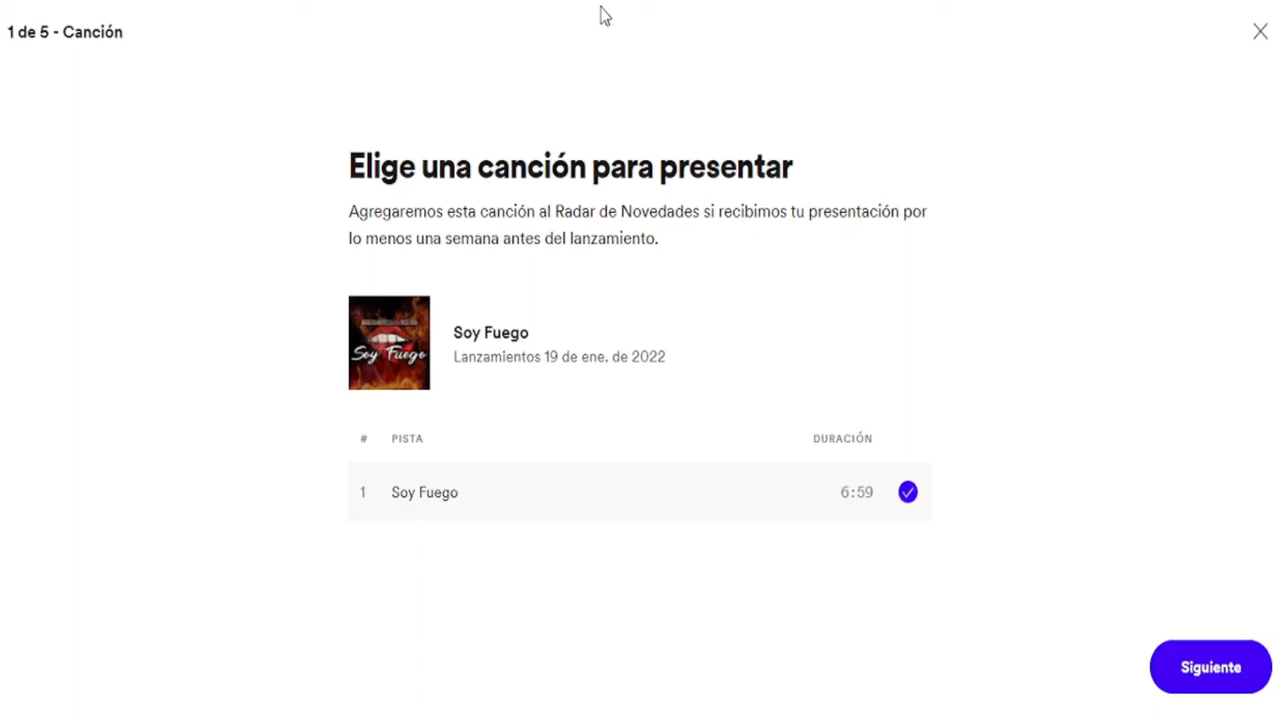 1 de 5 - Canción
Elige una canción para presentar
Agregaremos esta canción al Radar de Novedades si recibimos tu presentación por
lo menos una semana antes del lanzamiento.
Soy Fuego
Soy Fuego
Lanzamientos 19 de ene. de 2022
# PISTA DURACIÓN
1 Soy Fuego 6:59
Siguiente